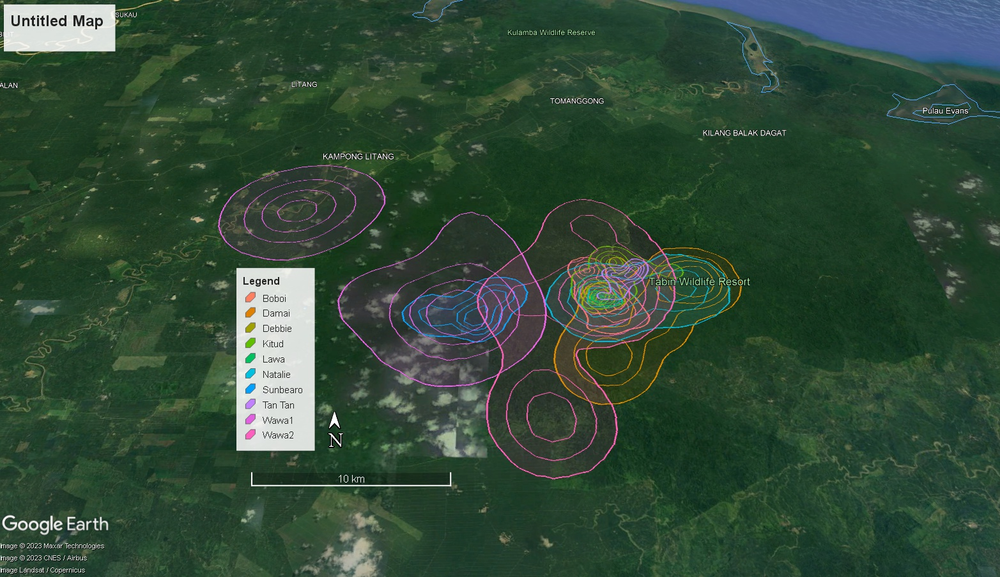 Untitled Map
SUKAU
ALAN
Kulamba Wildlife Reserve
LITANG
TOMANGGONG
Pulau Evans
KILANG BALAK DAGAT
KAMPONG LITANG
Tabin Wildlife Resort
Legend
Boboi
Damai
Debbie
Kitud
Lawa
Natalie
Sunbearo
Tan Tan
Wawa1
Wawa2
N
10 km
Google Earth
Image © 2023 Maxar Technologies
Image © 2023 CNES / Airbus
Image Landsat / Copernicus